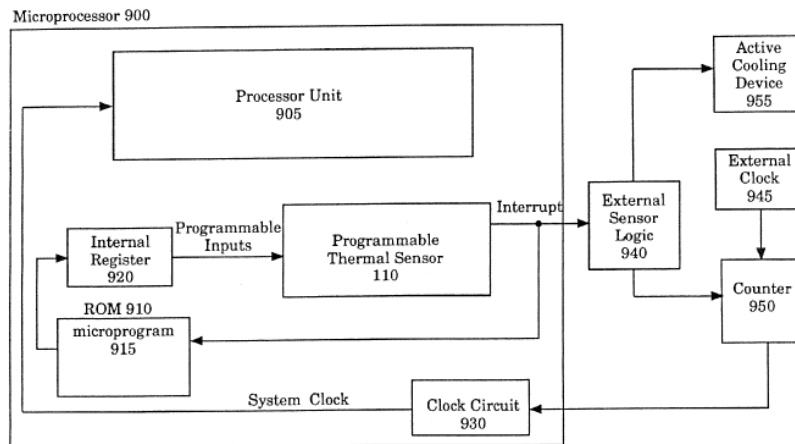 Microprocessor 900
Processor Unit
905
Active
Cooling
Device
955
External
Clock
945
Interrupt
External
Sensor
Logic
940
Programmable
Inputs
Internal
Register
920
Programmable
Thermal Sensor
110
Counter
950
ROM 910
microprogram
915
System Clock
Clock Circuit
930